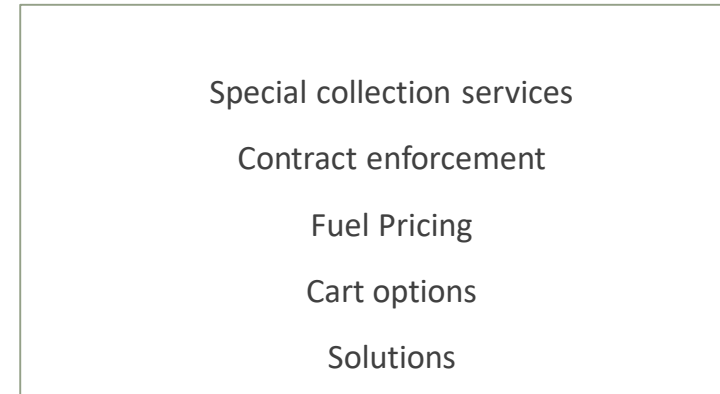 Special collection services
Contract enforcement
Fuel Pricing
Cart options
Solutions